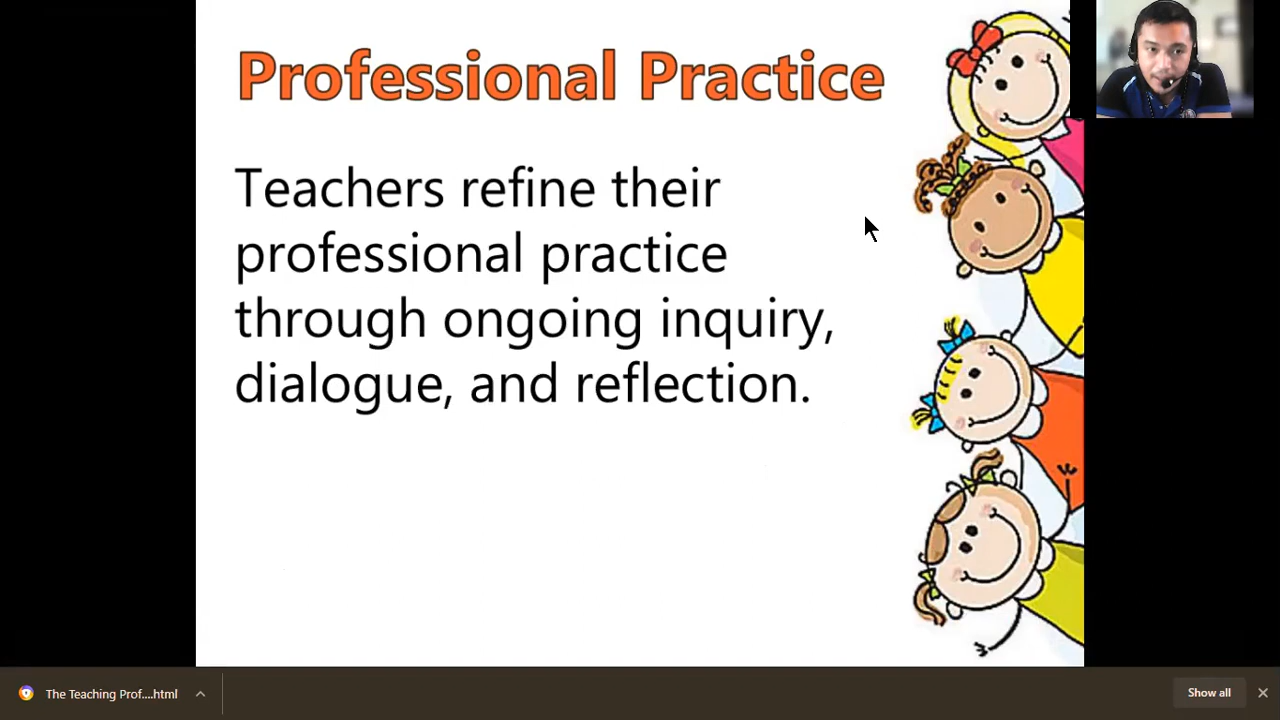 Professional Practice
Teachers refine their
professional practice
through ongoing inquiry,
dialogue, and reflection.
The Teaching Prof....html
Show all